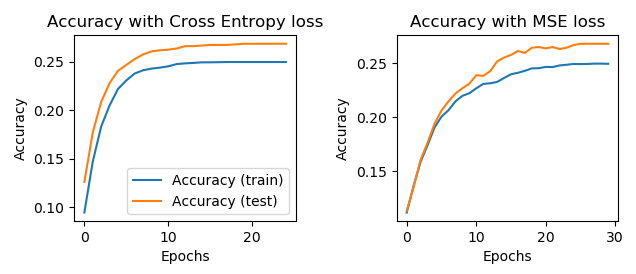 Accuracy with Cross Entropy loss
Accuracy
0.25
0.20
0.15
0.10
Accuracy (train)
Accuracy (test)
0
10
20
Epochs
Accuracy with MSE loss
Accuracy
0.25
0.20
0.15
0
10
20
30
Epochs